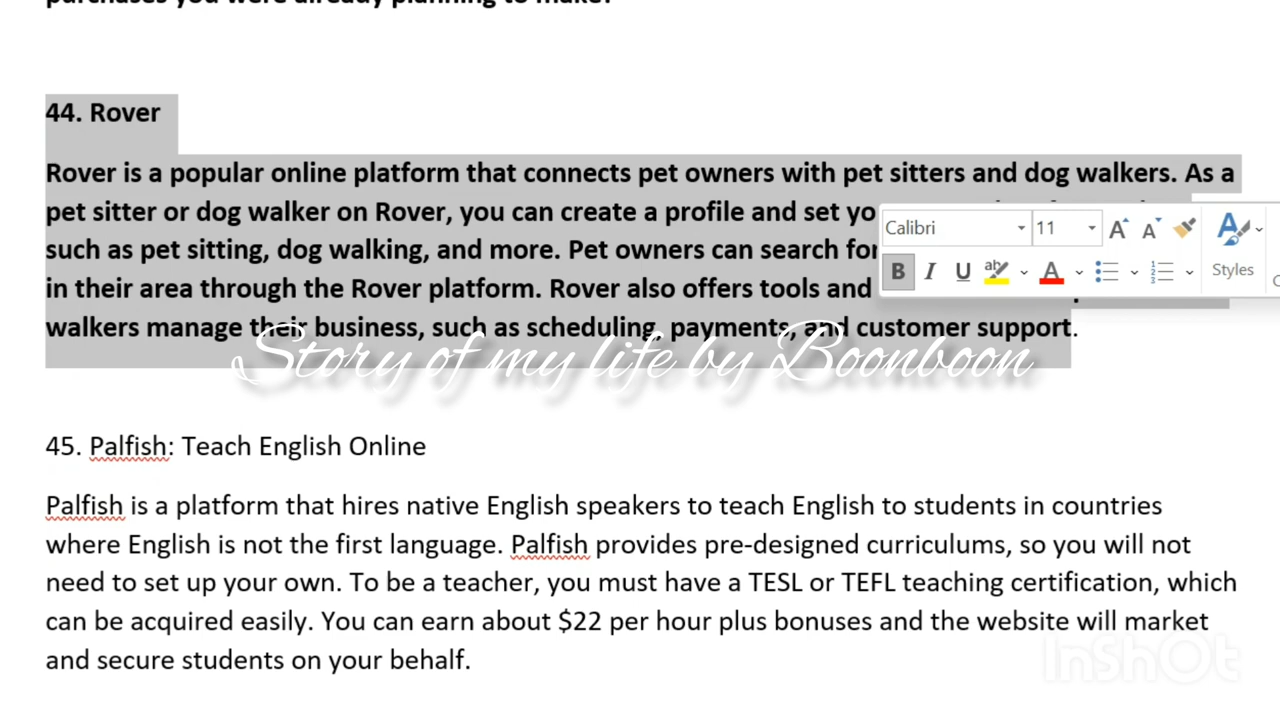 purchases you were already planning to make.
44. Rover
Rover is a popular online platform that connects pet owners with pet sitters and dog walkers. As a
pet sitter or dog walker on Rover, you can create a profile and set yo
such as pet sitting, dog walking, and more. Pet owners can search for
in their area through the Rover platform. Rover also offers tools and
walkers manage their business, such as scheduling, payments, and customer support.
Calibri 11
B I U Styles
Story of my life by Boonboon
45. Palfish: Teach English Online
Palfish is a platform that hires native English speakers to teach English to students in countries
where English is not the first language. Palfish provides pre-designed curriculums, so you will not
need to set up your own. To be a teacher, you must have a TESL or TEFL teaching certification, which
can be acquired easily. You can earn about $22 per hour plus bonuses and the website will market
and secure students on your behalf.
InShOt